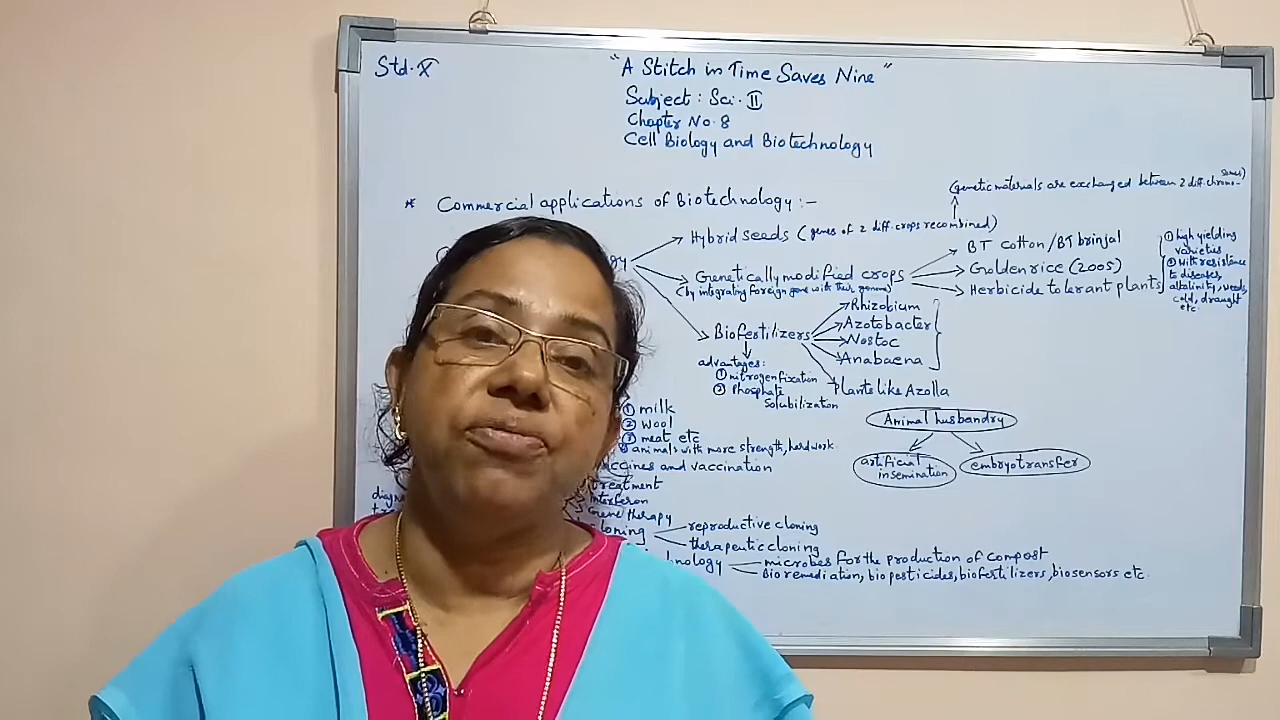 Std. X
"A Stitch in Time Saves Nine"
Subject : Sci. II
Chapter No. 8
Cell Biology and Biotechnology
* Commercial applications of Biotechnology :-
(genetic materials are exchanged between 2 diff. chromo-
somes)
Hybrid seeds (genes of 2 diff. crops recombined)
Genetically modified crops
(by integrating foreign gene with their genome)
BT cotton/BT brinjal
Golden rice (2005)
Herbicide tolerant plants
① high yielding
varieties
② with resistance
to diseases,
alkalinity, weeds,
cold, draught
etc.
Biofertilizers
Rhizobium
Azotobacter
Nostoc
Anabaena
Plants like Azolla
advantages:
① nitrogen fixation
② Phosphate
Solubilization
① milk
② wool
③ meat etc
animals with more strength, hard work.
Animal husbandry
artificial
insemination
embryotransfer
and vaccination
treatment
Interferon
Gene therapy
cloning
reproductive cloning
therapeutic cloning
microbes for the production of compost
Bioremediation, biopesticides, biofertilizers, biosensors etc.